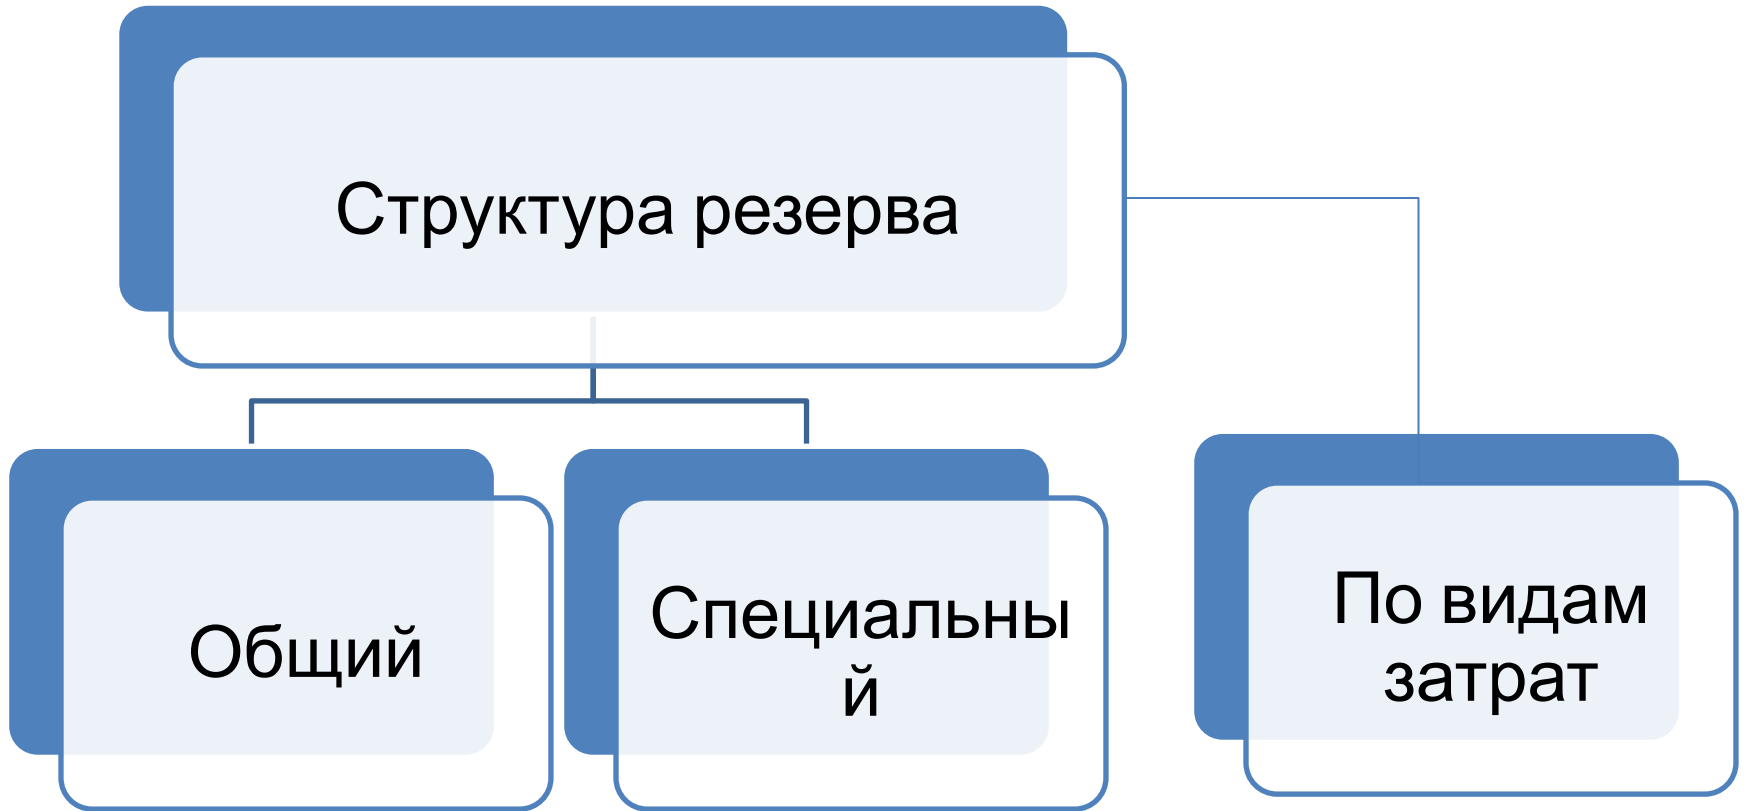 Структура резерва
Общий
Специальны
й
По видам
затрат